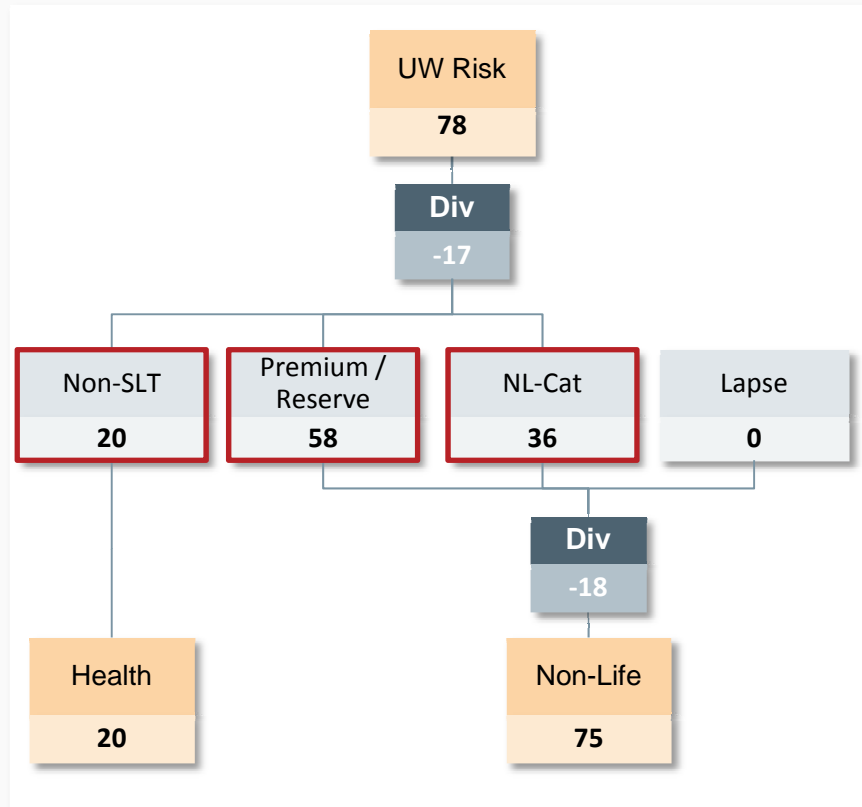 UW Risk
78
Div
-17
Non-SLT
20
Premium /
Reserve
58
NL-Cat
36
Lapse
0
Div
-18
Health
20
Non-Life
75